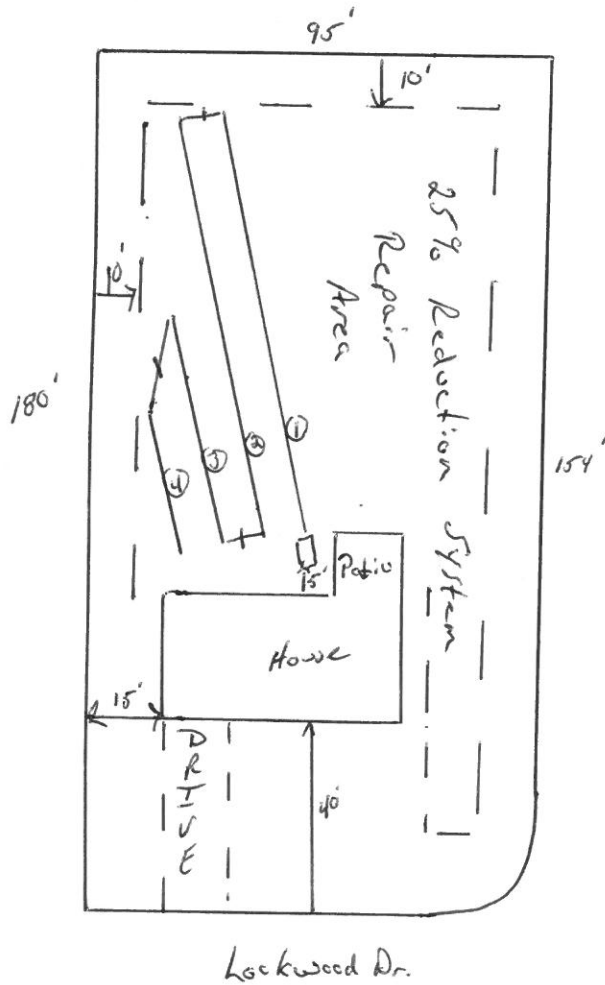 95'
10'
10'
25% Reduction System
Repair
Area
180'
154'
①
②
③
④
15'
Patio
House
15'
DRIVE
40'
Lockwood Dr.